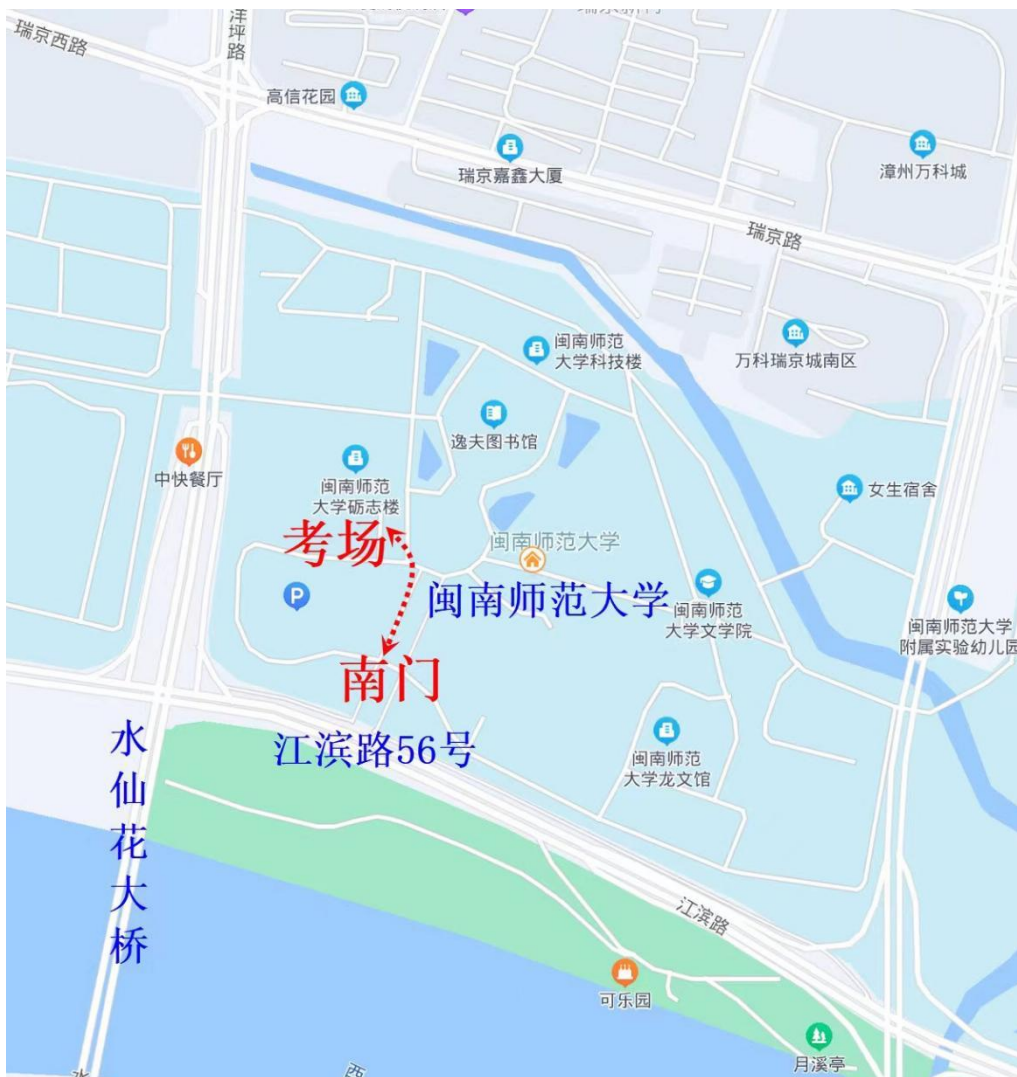 洋坪路
瑞京西路
高信花园
瑞京嘉鑫大厦
漳州万科城
瑞京路
闽南师范
大学科技楼
万科瑞京城南区
逸夫图书馆
中快餐厅
闽南师范
大学砺志楼
女生宿舍
考场
闽南师范大学
P
闽南师范大学
闽南师范
大学文学院
闽南师范大学
附属实验幼儿园
南门
江滨路56号
水仙花大桥
闽南师范
大学龙文馆
江滨路
可乐园
月溪亭
西